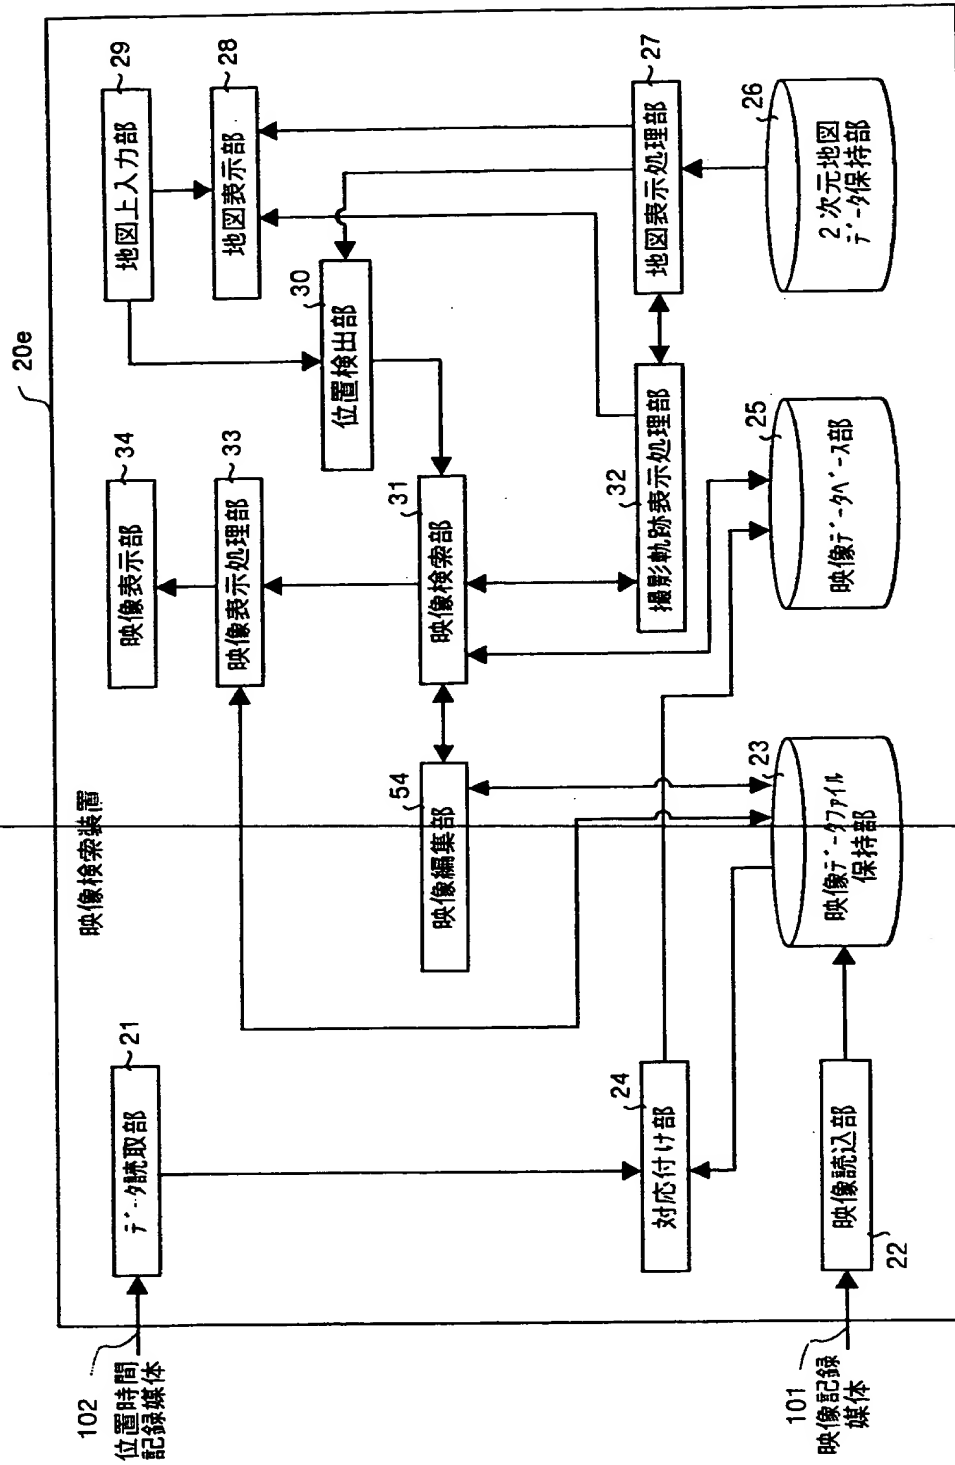 20e
映像検索装置
102
位置時間
記録媒体
データ読取部
21
映像表示部
34
地図上入力部
29
映像表示処理部
33
地図表示部
28
位置検出部
30
映像編集部
54
映像検索部
31
対応付け部
24
撮影軌跡表示処理部
32
地図表示処理部
27
101
映像記録
媒体
映像読込部
22
映像データファイル
保持部
23
映像データベース部
25
2次元地図
データ保持部
26